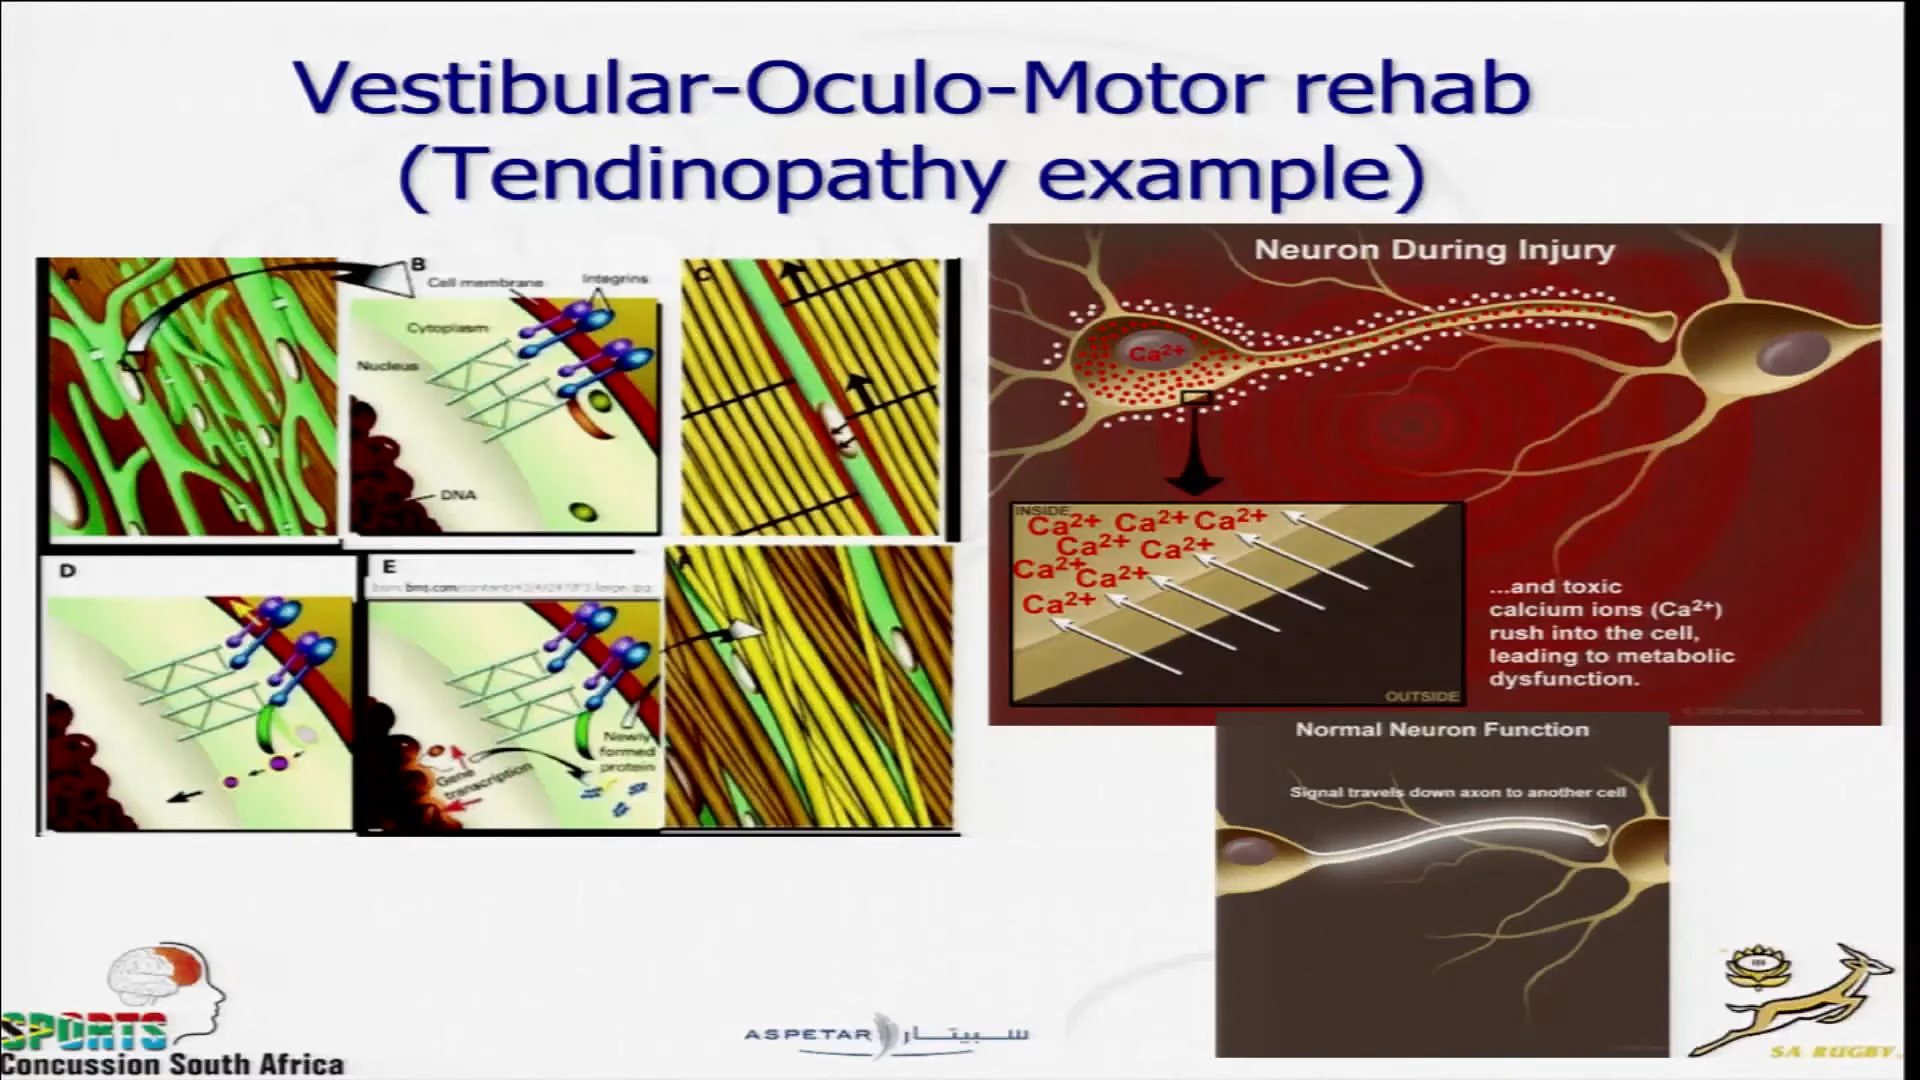 Vestibular-Oculo-Motor rehab
(Tendinopathy example)
A
B
Cell membrane
Integrins
Cytoplasm
Nucleus
DNA
C
D
E
Gene
transcription
Newly
formed
protein
F
Neuron During Injury
Ca2+
INSIDE
Ca2+ Ca2+ Ca2+
Ca2+ Ca2+
Ca2+ Ca2+
Ca2+
OUTSIDE
...and toxic
calcium ions (Ca2+)
rush into the cell,
leading to metabolic
dysfunction.
Normal Neuron Function
Signal travels down axon to another cell
SPORTS
Concussion South Africa
ASPETAR سبيتار
SA RUGBY